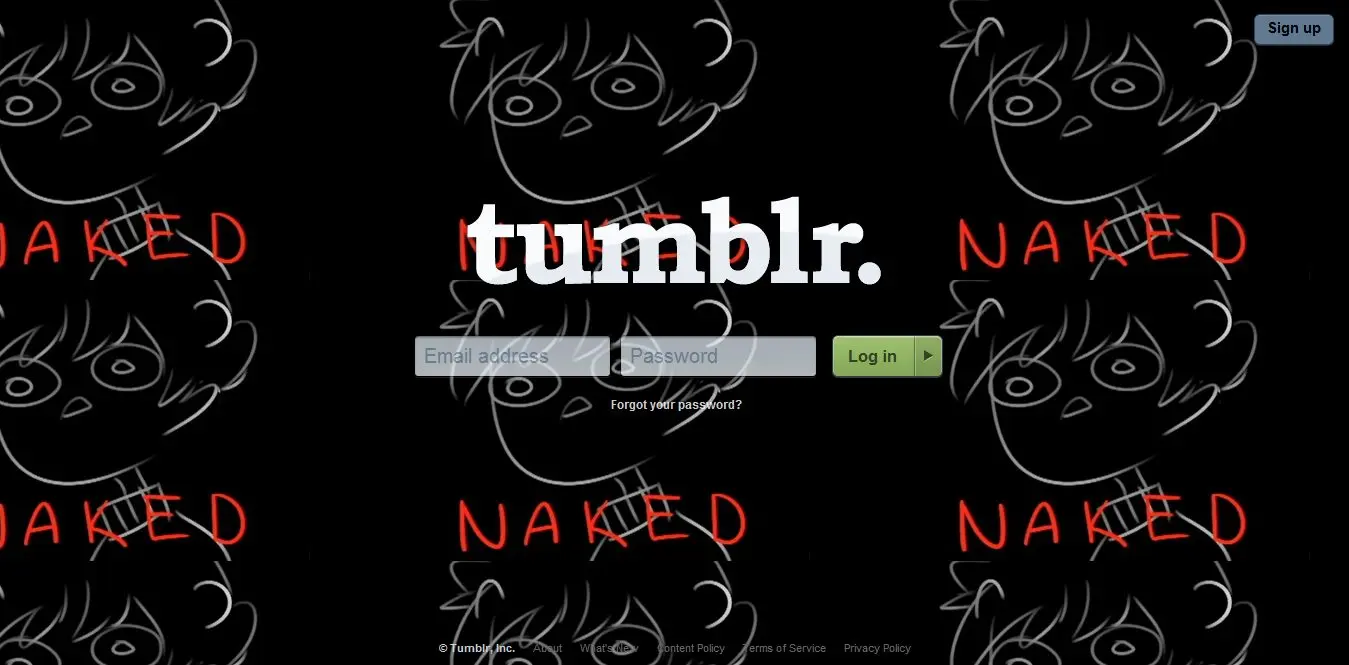 Sign up
NAKED
NAKED
NAKED
tumblr.
Email address
Password
Log in
Forgot your password?
NAKED
NAKED
NAKED
© Tumblr, Inc. About What's New Content Policy Terms of Service Privacy Policy